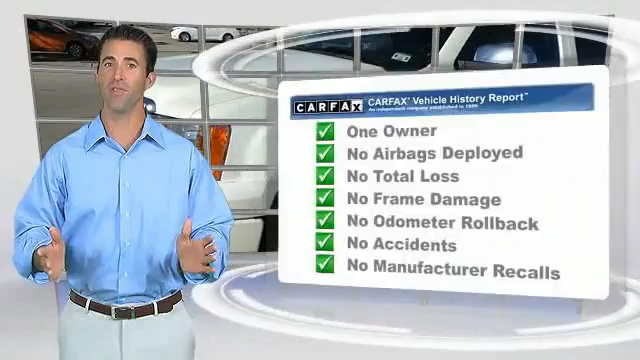 CARFAX
CARFAX Vehicle History Report™
An independent company established in 1986
One Owner
No Airbags Deployed
No Total Loss
No Frame Damage
No Odometer Rollback
No Accidents
No Manufacturer Recalls